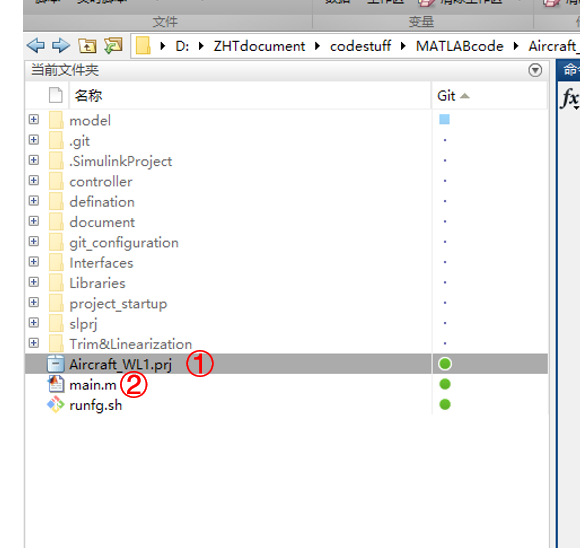 文件
变量
D: ▸ ZHTdocument ▸ codestuff ▸ MATLABcode ▸ Aircraft_
当前文件夹
命
名称
Git
fx
model
.git
.SimulinkProject
controller
defination
document
git_configuration
Interfaces
Libraries
project_startup
slprj
Trim&Linearization
Aircraft_WL1.prj ①
main.m ②
runfg.sh